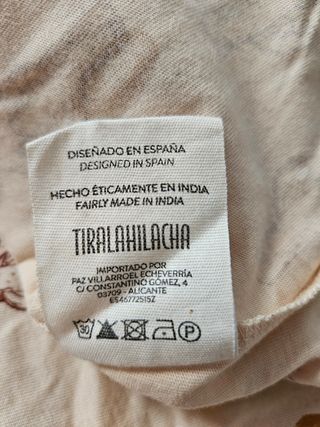 DISEÑADO EN ESPAÑA
DESIGNED IN SPAIN
HECHO ÉTICAMENTE EN INDIA
FAIRLY MADE IN INDIA
TIRALAHILACHA
IMPORTADO POR
PAZ VILLARROEL ECHEVERRÍA
C/ CONSTANTINO GÓMEZ, 4
03709 - ALICANTE
ES45772515Z
30 P